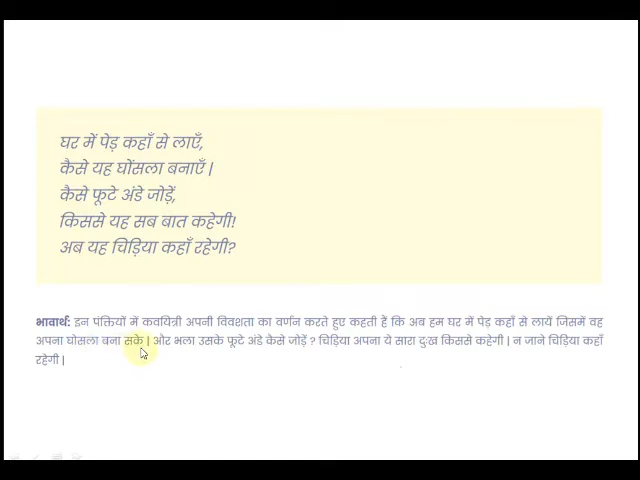 घर में पेड़ कहाँ से लाएँ,
कैसे यह घोंसला बनाएँ |
कैसे फूटे अंडे जोड़ें,
किससे यह सब बात कहेगी!
अब यह चिड़िया कहाँ रहेगी?
भावार्थ: इन पंक्तियों में कवयित्री अपनी विवशता का वर्णन करते हुए कहती हैं कि अब हम घर में पेड़ कहाँ से लायें जिसमें वह
अपना घोसला बना सके | ओर भला उसके फूटे अंडे कैसे जोड़ें ? चिड़िया अपना ये सारा दुःख किससे कहेगी | न जाने चिड़िया कहाँ
रहेगी |